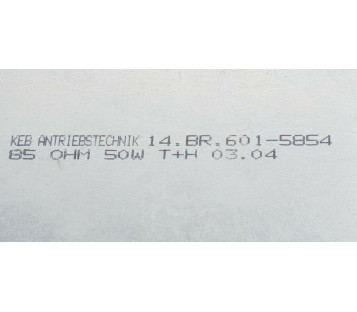 KEB ANTRIEBSTECHNIK 14.BR.601-5854
85 OHM 50W T+H 03.04